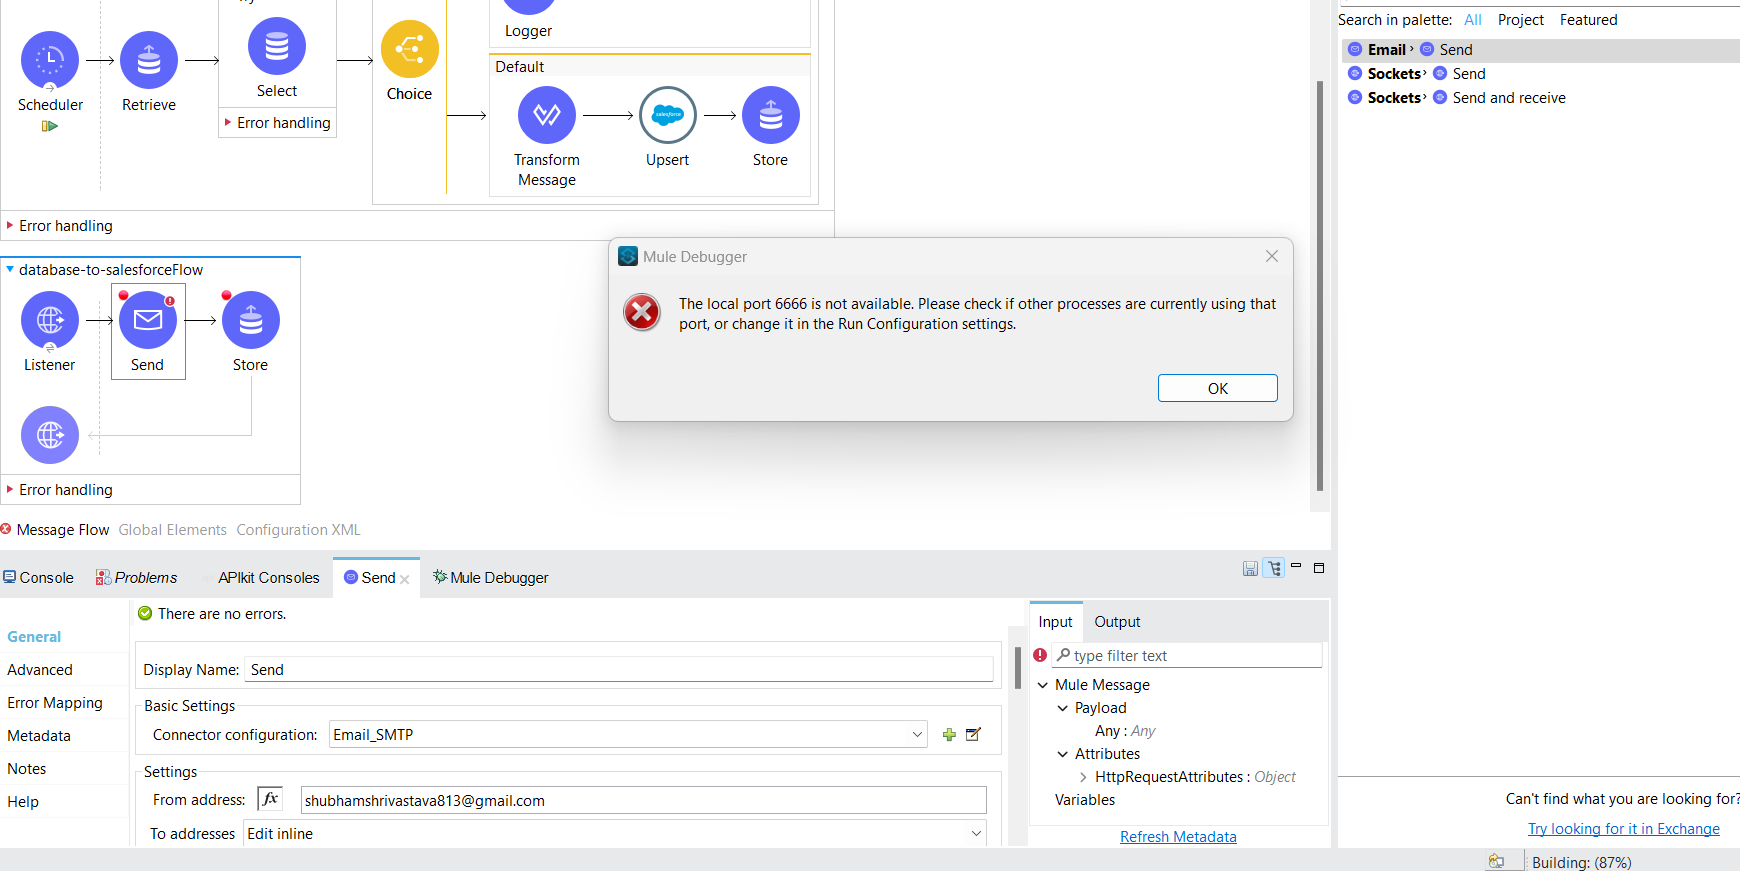 Logger
Default
Scheduler
Retrieve
Select
Choice
Error handling
salesforce
Transform
Message
Upsert
Store
Error handling
database-to-salesforceFlow
Listener
Send
Store
Error handling
Mule Debugger
The local port 6666 is not available. Please check if other processes are currently using that
port, or change it in the Run Configuration settings.
OK
Search in palette: All Project Featured
Email › Send
Sockets › Send
Sockets › Send and receive
Message Flow Global Elements Configuration XML
Console Problems APIkit Consoles Send Mule Debugger
There are no errors.
General
Advanced
Error Mapping
Metadata
Notes
Help
Display Name: Send
Basic Settings
Connector configuration: Email_SMTP
Settings
From address: fx shubhamshrivastava813@gmail.com
To addresses Edit inline
Input Output
type filter text
Mule Message
Payload
Any : Any
Attributes
HttpRequestAttributes : Object
Variables
Refresh Metadata
Can't find what you are looking for?
Try looking for it in Exchange
Building: (87%)